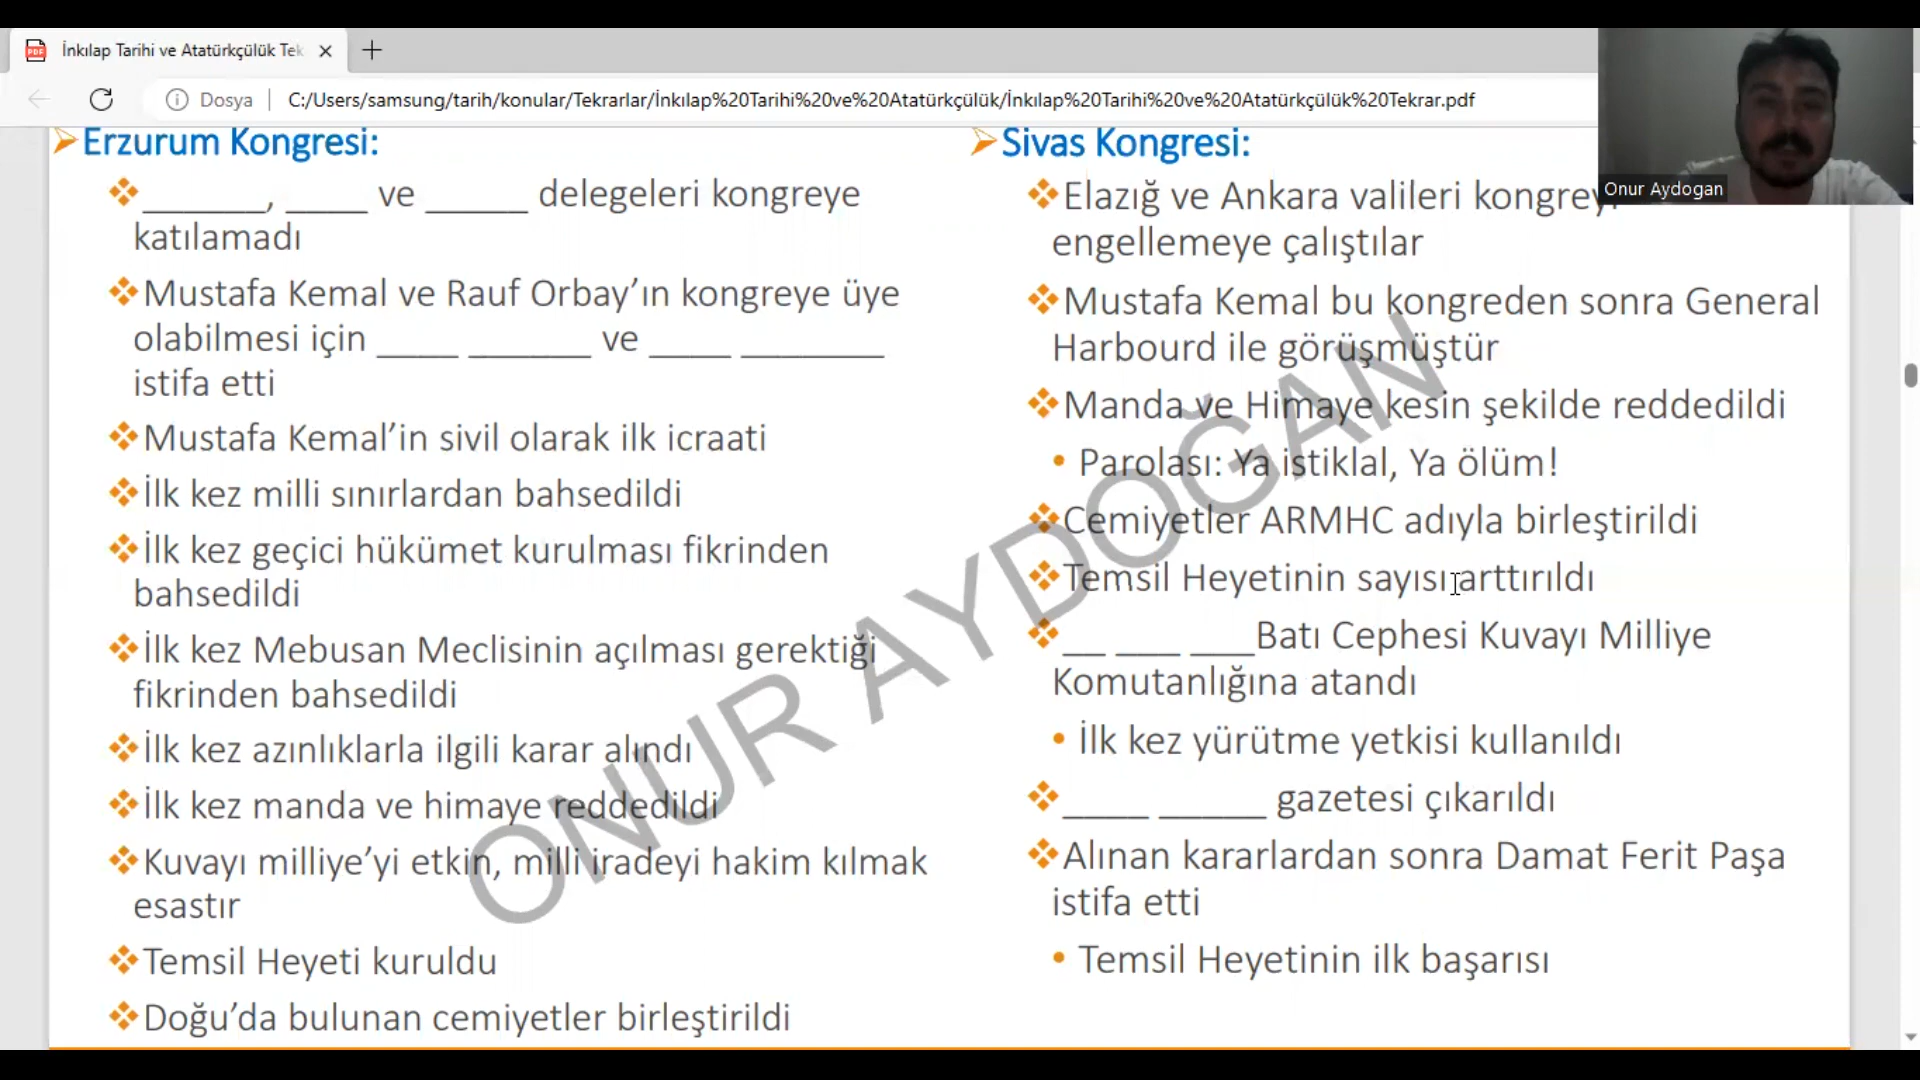 İnkılap Tarihi ve Atatürkçülük Tek
Dosya
C:/Users/samsung/tarih/konular/Tekrarlar/İnkılap%20Tarihi%20ve%20Atatürkçülük/İnkılap%20Tarihi%20ve%20Atatürkçülük%20Tekrar.pdf
Onur Aydogan
Erzurum Kongresi:
______, ____ ve _____ delegeleri kongreye
katılamadı
Mustafa Kemal ve Rauf Orbay’ın kongreye üye
olabilmesi için ____ ______ ve ____ _______
istifa etti
Mustafa Kemal’in sivil olarak ilk icraati
İlk kez milli sınırlardan bahsedildi
İlk kez geçici hükümet kurulması fikrinden
bahsedildi
İlk kez Mebusan Meclisinin açılması gerektiği
fikrinden bahsedildi
İlk kez azınlıklarla ilgili karar alındı
İlk kez manda ve himaye reddedildi
Kuvayı milliye’yi etkin, milli iradeyi hakim kılmak
esastır
Temsil Heyeti kuruldu
Doğu’da bulunan cemiyetler birleştirildi
Sivas Kongresi:
Elazığ ve Ankara valileri
engellemeye çalıştılar
Mustafa Kemal bu kongreden sonra General
Harbourd ile görüşmüştür
Manda ve Himaye kesin şekilde reddedildi
Parolası: Ya istiklal, Ya ölüm!
Cemiyetler ARMHC adıyla birleştirildi
Temsil Heyetinin sayısı arttırıldı
__ ___ ___Batı Cephesi Kuvayı Milliye
Komutanlığına atandı
İlk kez yürütme yetkisi kullanıldı
____ _____ gazetesi çıkarıldı
Alınan kararlardan sonra Damat Ferit Paşa
istifa etti
Temsil Heyetinin ilk başarısı
ONUR AYDOĞAN